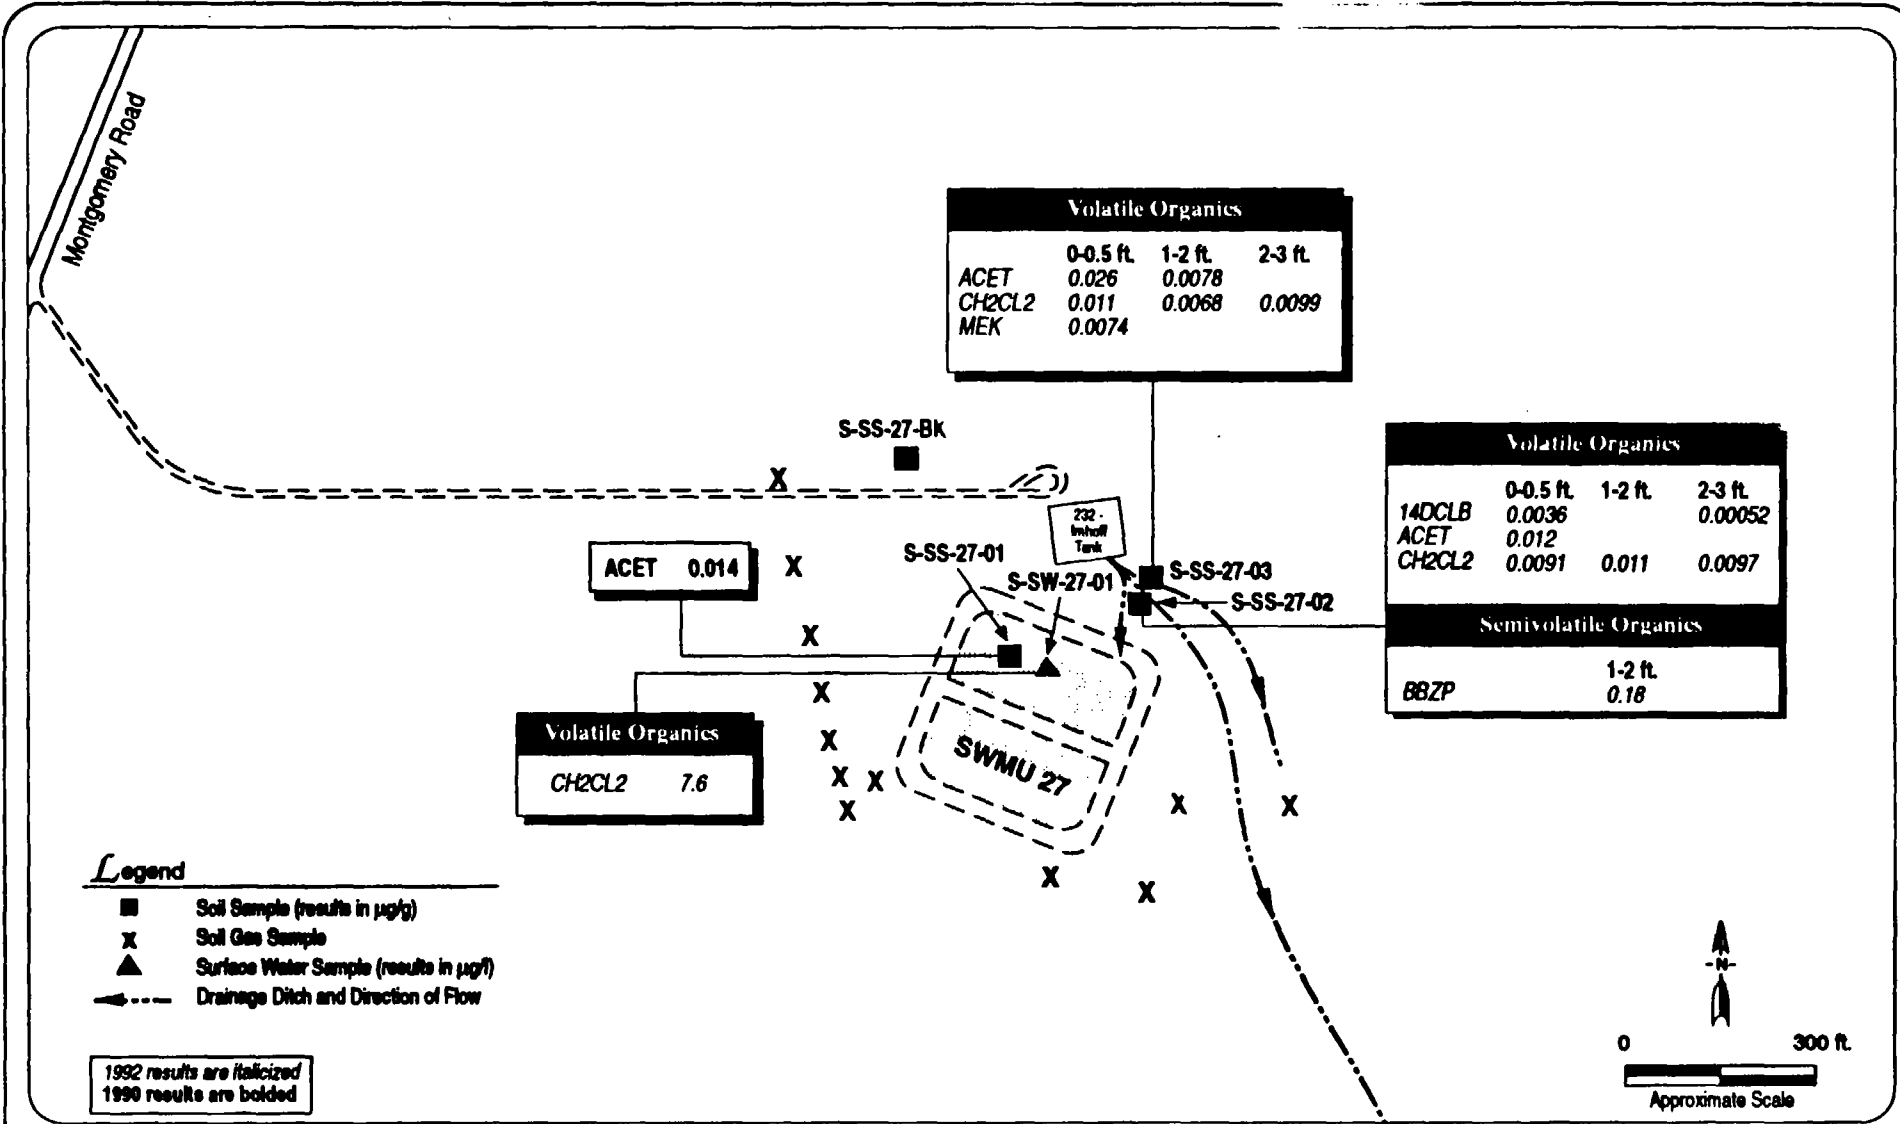 Montgomery Road
Volatile Organics
0-0.5 ft. 1-2 ft. 2-3 ft.
ACET 0.026 0.0078
CH2CL2 0.011 0.0068 0.0099
MEK 0.0074
S-SS-27-BK
Volatile Organics
0-0.5 ft. 1-2 ft. 2-3 ft.
14DCLB 0.0036 0.00052
ACET 0.012
CH2CL2 0.0091 0.011 0.0097
Semivolatile Organics
1-2 ft.
BBZP 0.18
232 -
Imhoff
Tank
ACET 0.014
S-SS-27-01
S-SW-27-01
S-SS-27-03
S-SS-27-02
X
X
X
X
X
X
X
X
X
X
X
X
SWMU 27
Volatile Organics
CH2CL2 7.6
Legend
Soil Sample (results in µg/g)
X Soil Gas Sample
Surface Water Sample (results in µg/l)
Drainage Ditch and Direction of Flow
1992 results are italicized
1990 results are bolded
-N-
0 300 ft.
Approximate Scale